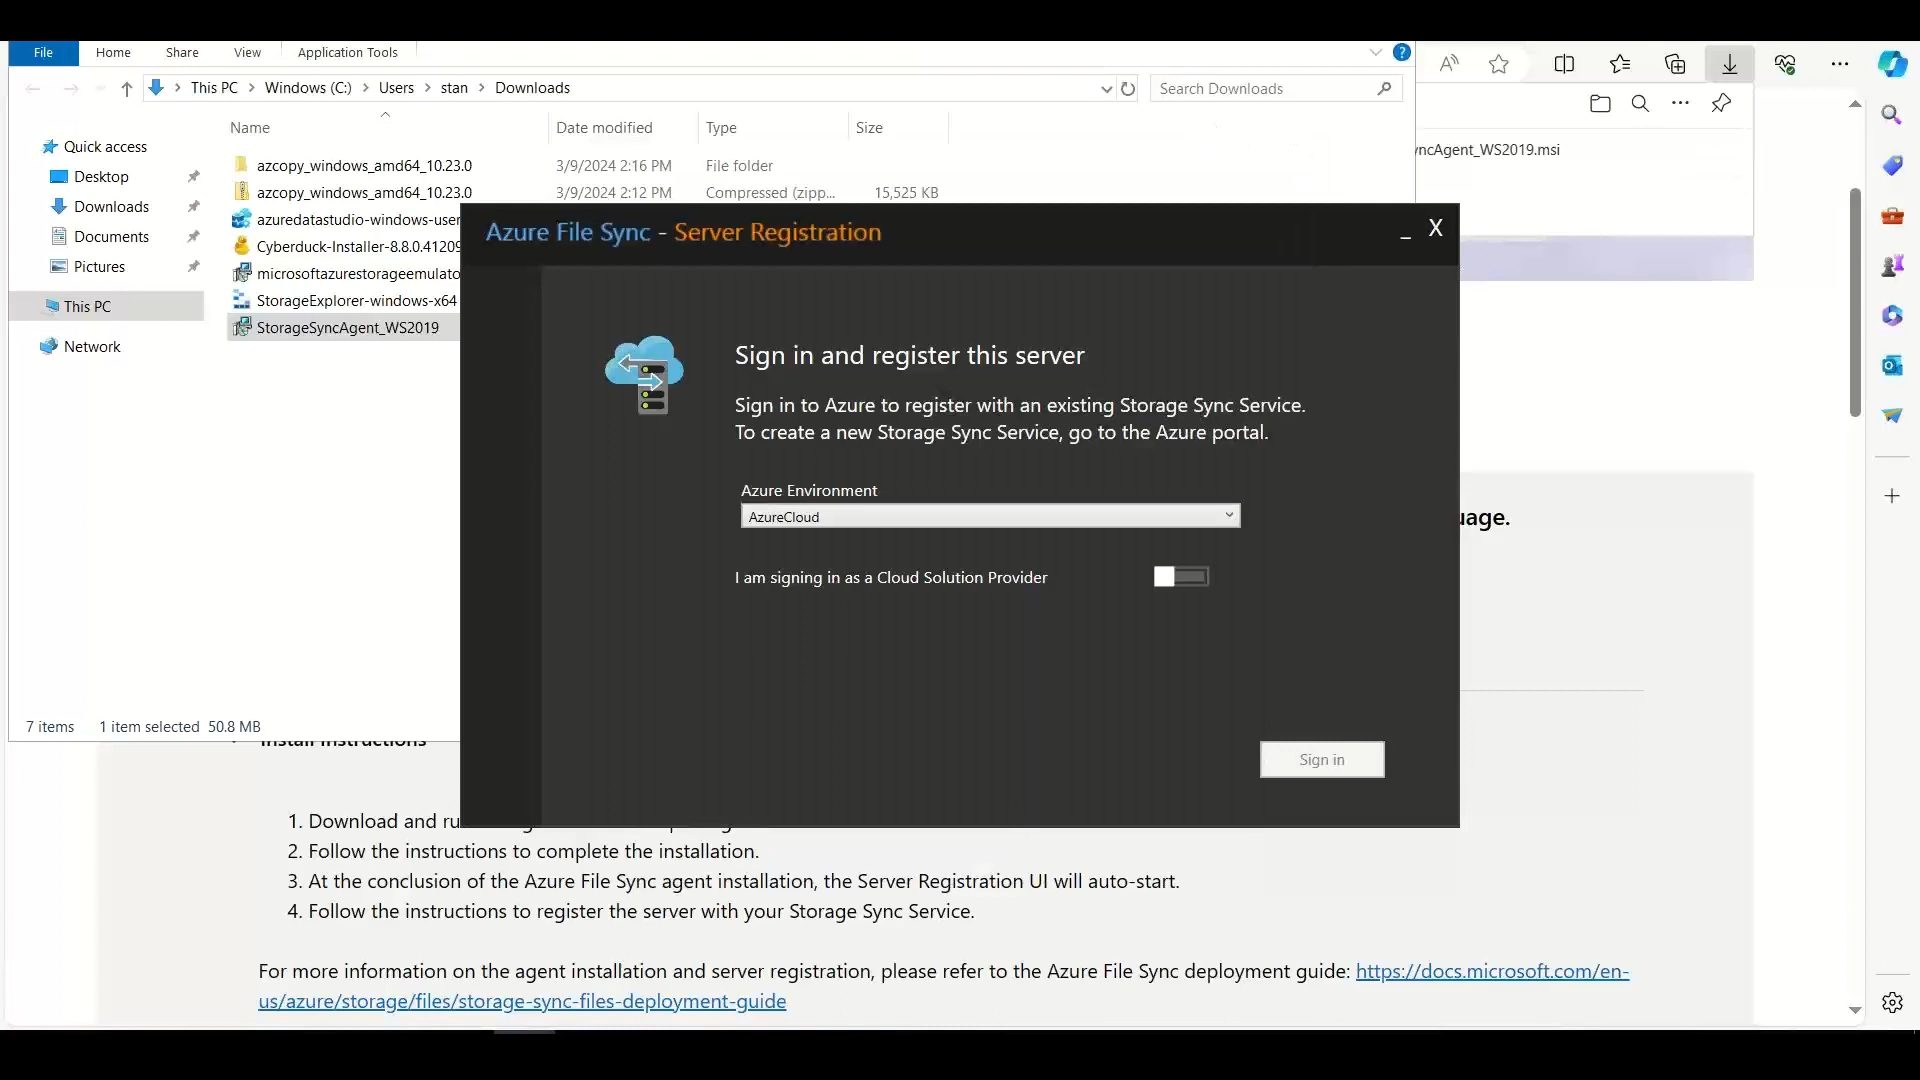 File Home Share View Application Tools
This PC > Windows (C:) > Users > stan > Downloads
Search Downloads
Name Date modified Type Size
Quick access
Desktop
Downloads
Documents
Pictures
This PC
Network
azcopy_windows_amd64_10.23.0 3/9/2024 2:16 PM File folder
azcopy_windows_amd64_10.23.0 3/9/2024 2:12 PM Compressed (zipp... 15,525 KB
azuredatastudio-windows-user
Cyberduck-Installer-8.8.0.41209
microsoftazurestorageemulato
StorageExplorer-windows-x64
StorageSyncAgent_WS2019
7 items 1 item selected 50.8 MB
ncAgent_WS2019.msi
Azure File Sync - Server Registration
_ X
Sign in and register this server
Sign in to Azure to register with an existing Storage Sync Service.
To create a new Storage Sync Service, go to the Azure portal.
Azure Environment
AzureCloud
I am signing in as a Cloud Solution Provider
Sign in
uage.
Install Instructions
1. Download and ru
2. Follow the instructions to complete the installation.
3. At the conclusion of the Azure File Sync agent installation, the Server Registration UI will auto-start.
4. Follow the instructions to register the server with your Storage Sync Service.
For more information on the agent installation and server registration, please refer to the Azure File Sync deployment guide: https://docs.microsoft.com/en-
us/azure/storage/files/storage-sync-files-deployment-guide